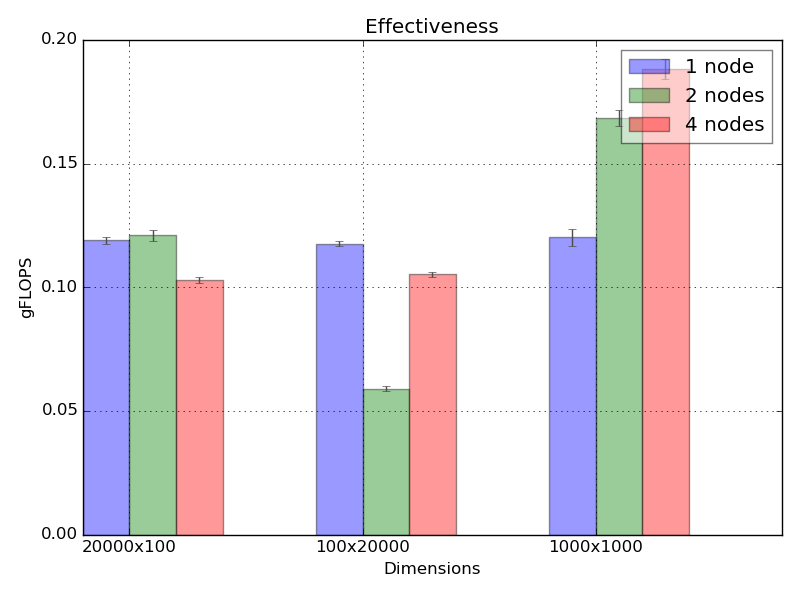 Effectiveness
0.20
0.15
0.10
0.05
0.00
gFLOPS
1 node
2 nodes
4 nodes
20000x100
100x20000
1000x1000
Dimensions